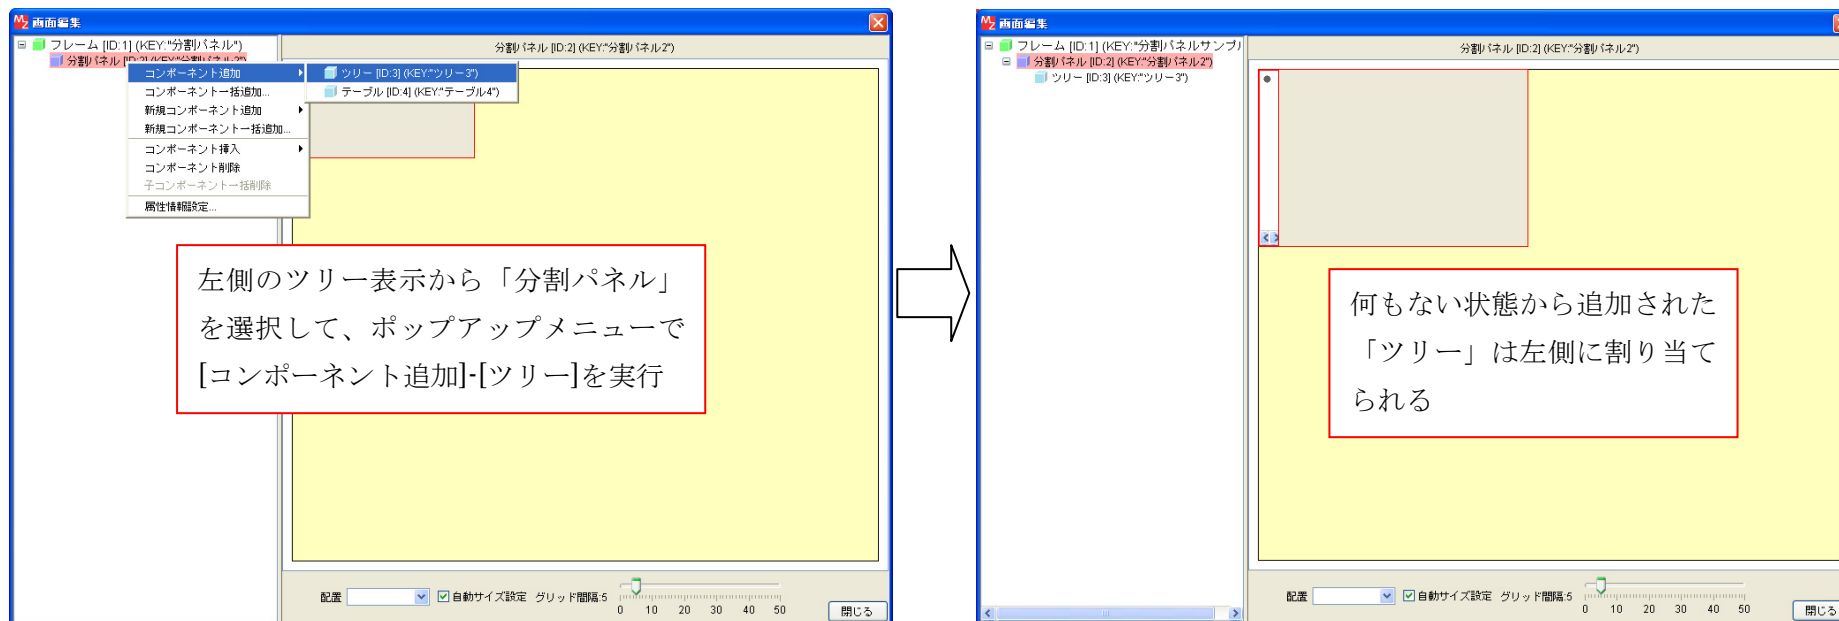 画面編集
フレーム [ID:1] (KEY:"分割パネル")
分割パネル [ID:2] (KEY:"分割パネル2")
分割パネル [ID:2] (KEY:"分割パネル2")
コンポーネント追加
コンポーネント一括追加...
新規コンポーネント追加
新規コンポーネント一括追加...
コンポーネント挿入
コンポーネント削除
子コンポーネント一括削除
属性情報設定...
ツリー [ID:3] (KEY:"ツリー3")
テーブル [ID:4] (KEY:"テーブル4")
左側のツリー表示から「分割パネル」
を選択して、ポップアップメニューで
[コンポーネント追加]-[ツリー]を実行
配置
自動サイズ設定 グリッド間隔:5
0 10 20 30 40 50
閉じる
画面編集
フレーム [ID:1] (KEY:"分割パネルサンプル
分割パネル [ID:2] (KEY:"分割パネル2")
ツリー [ID:3] (KEY:"ツリー3")
分割パネル [ID:2] (KEY:"分割パネル2")
何もない状態から追加された
「ツリー」は左側に割り当て
られる
配置
自動サイズ設定 グリッド間隔:5
0 10 20 30 40 50
閉じる